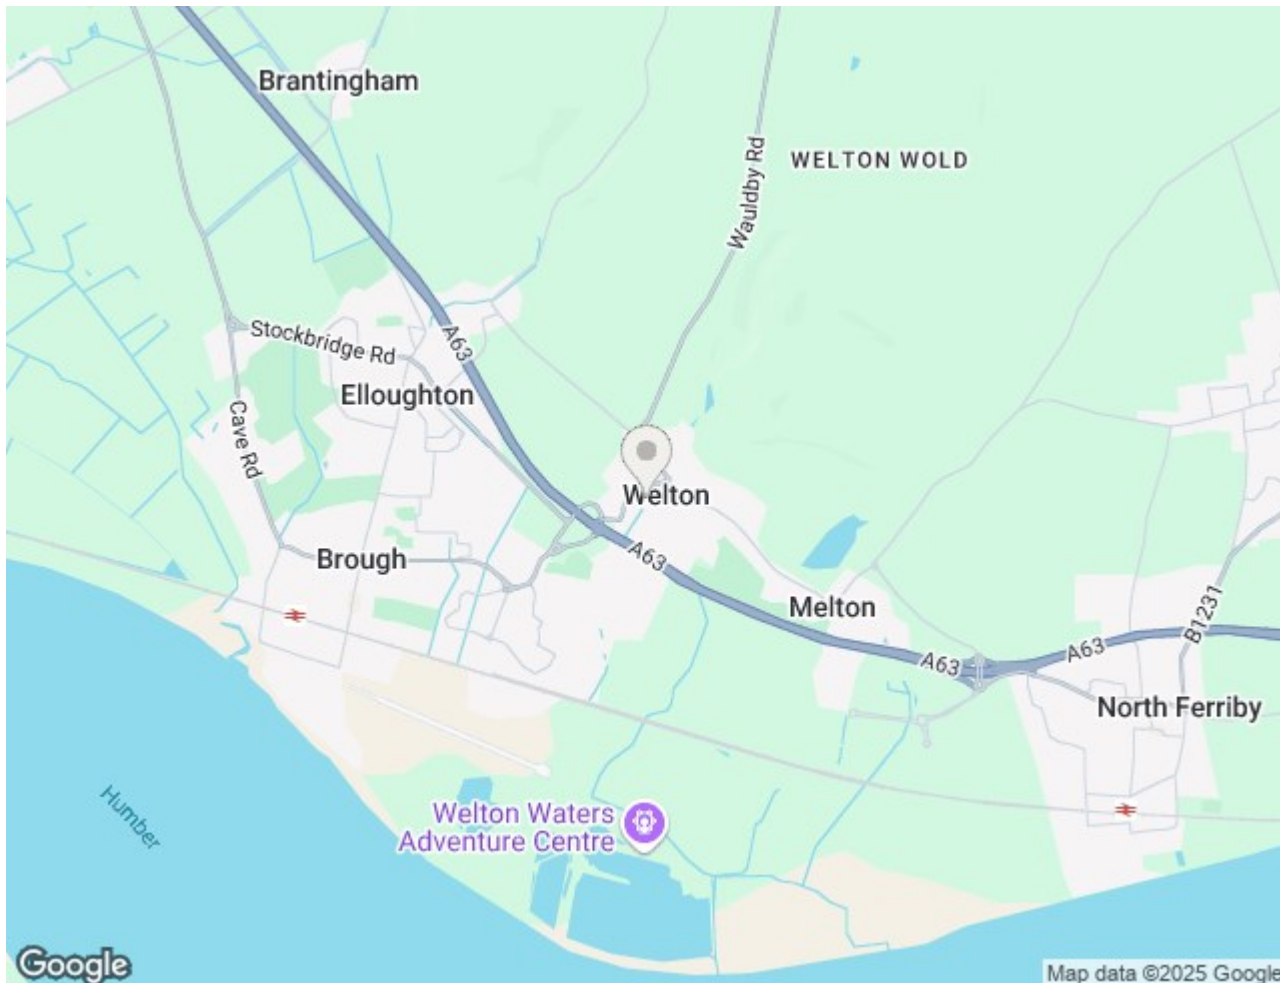 Brantingham
WELTON WOLD
Wauldby Rd
Stockbridge Rd
A63
Elloughton
Cave Rd
Welton
Brough
A63
Melton
B1231
A63
A63
North Ferriby
Humber
Welton Waters
Adventure Centre
Google
Map data ©2025 Google